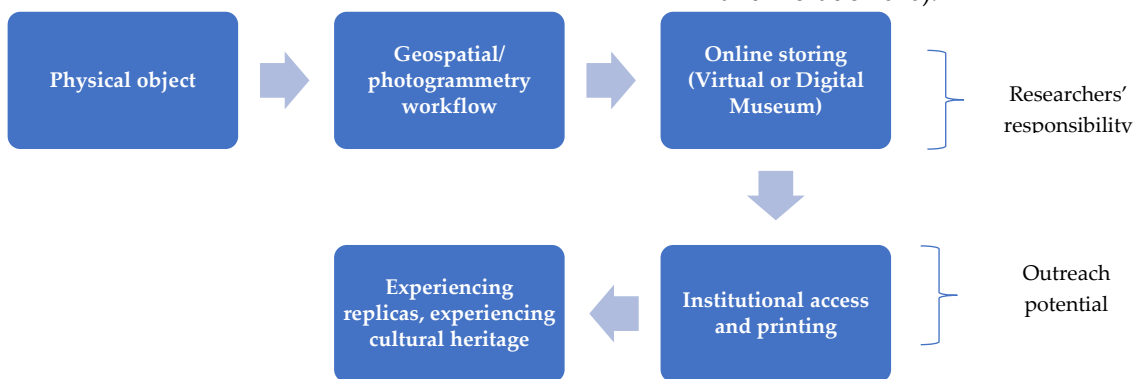 Physical object
Geospatial/
photogrammetry
workflow
Online storing
(Virtual or Digital
Museum)
Researchers’
responsibility
Experiencing
replicas, experiencing
cultural heritage
Institutional access
and printing
Outreach
potential